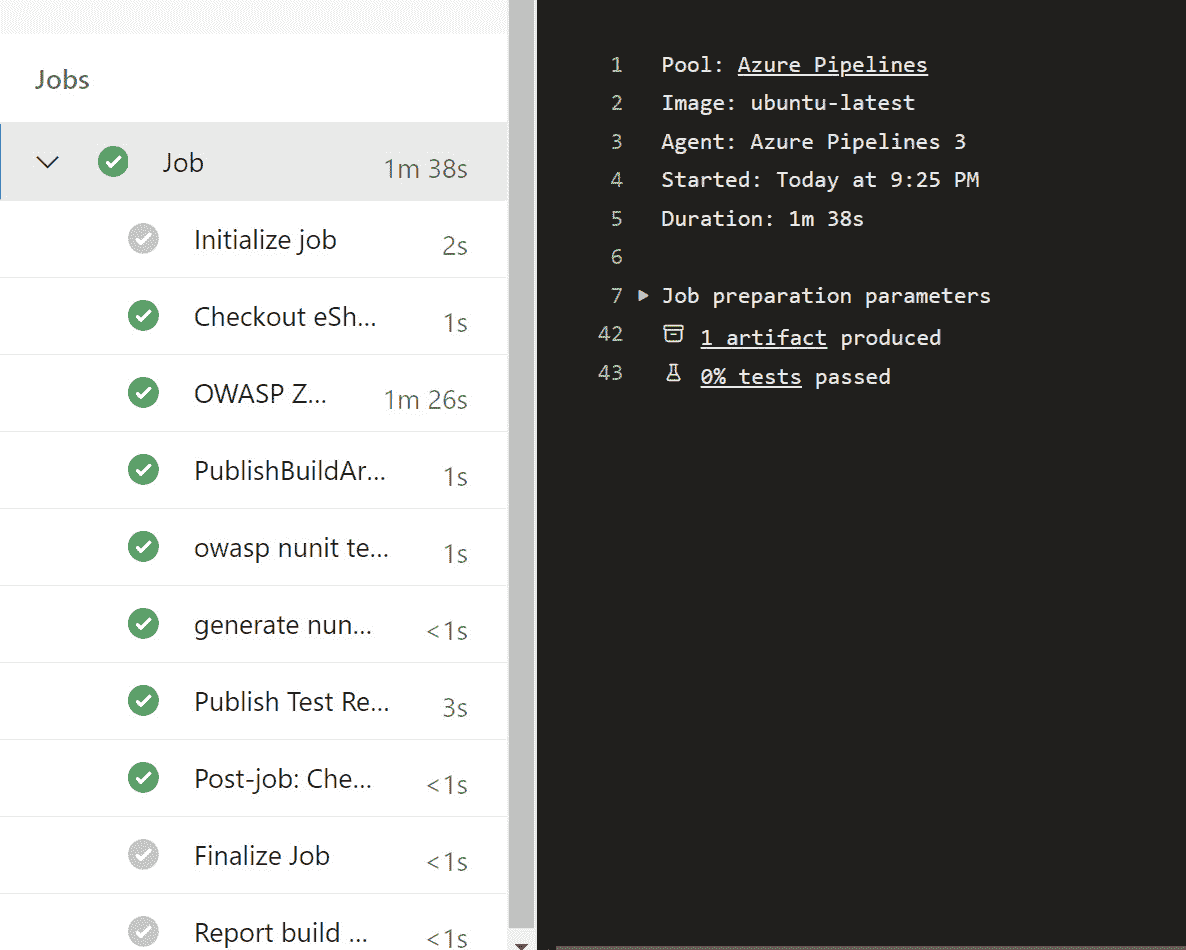 Jobs
Job 1m 38s
Initialize job 2s
Checkout eSh... 1s
OWASP Z... 1m 26s
PublishBuildAr... 1s
owasp nunit te... 1s
generate nun... <1s
Publish Test Re... 3s
Post-job: Che... <1s
Finalize Job <1s
Report build ... <1s
1 Pool: Azure Pipelines
2 Image: ubuntu-latest
3 Agent: Azure Pipelines 3
4 Started: Today at 9:25 PM
5 Duration: 1m 38s
6
7 Job preparation parameters
42 1 artifact produced
43 0% tests passed